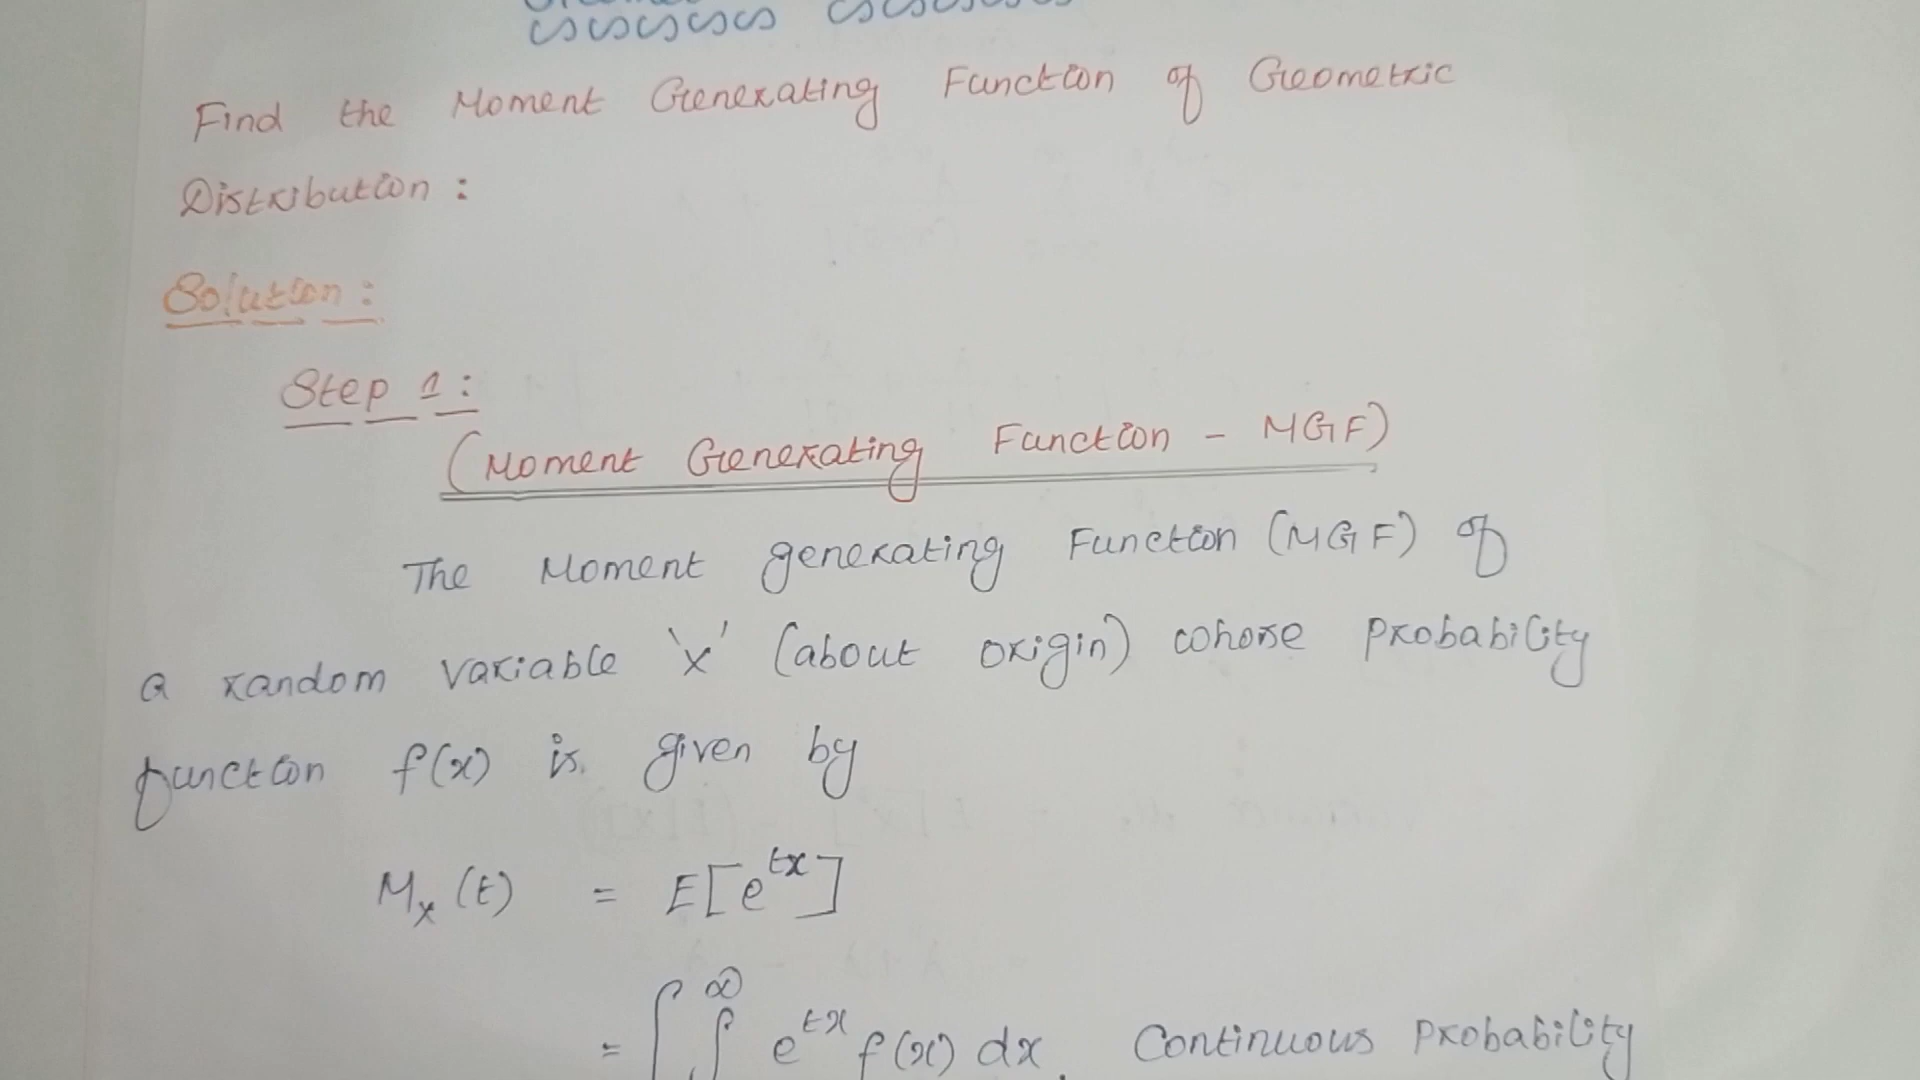 Find the Moment Generating Function of Geometric
Distribution :
Solution :
Step 1 :
(Moment Generating Function - MGF)
The Moment generating Function (MGF) of
a random variable 'x' (about origin) whose probability
function f(x) is given by
Mₓ(t) = E[e^{tx}]
= ∫^∞ e^{tx} f(x) dx, Continuous Probability